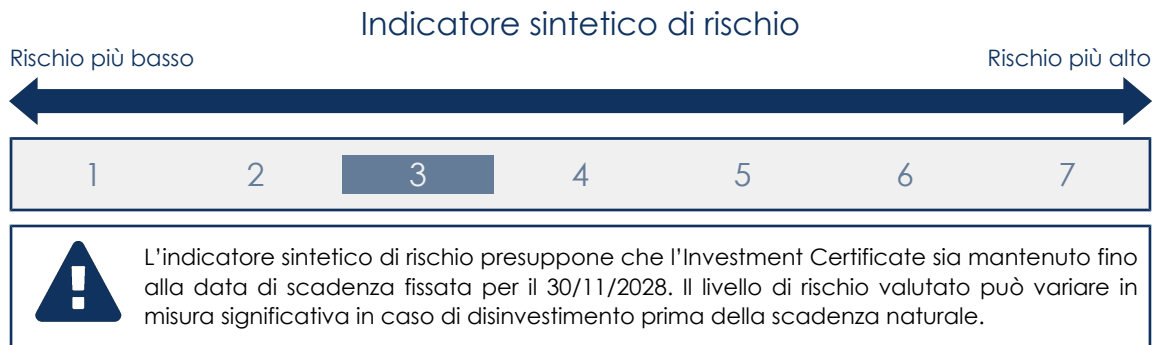 Indicatore sintetico di rischio
Rischio più basso
Rischio più alto
1 2 3 4 5 6 7
L'indicatore sintetico di rischio presuppone che l'Investment Certificate sia mantenuto fino
alla data di scadenza fissata per il 30/11/2028. Il livello di rischio valutato può variare in
misura significativa in caso di disinvestimento prima della scadenza naturale.